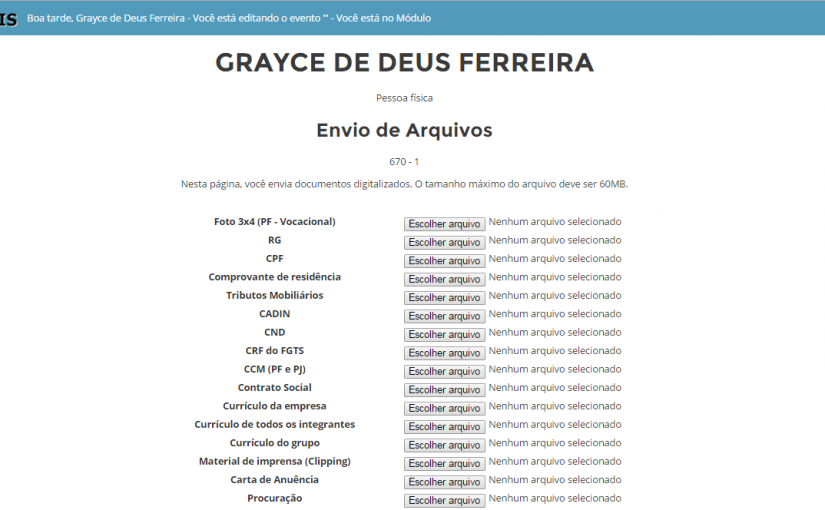 IS Boa tarde, Grayce de Deus Ferreira - Você está editando o evento "" - Você está no Módulo
GRAYCE DE DEUS FERREIRA
Pessoa física
Envio de Arquivos
670 - 1
Nesta página, você envia documentos digitalizados. O tamanho máximo do arquivo deve ser 60MB.
Foto 3x4 (PF - Vocacional) Escolher arquivo Nenhum arquivo selecionado
RG Escolher arquivo Nenhum arquivo selecionado
CPF Escolher arquivo Nenhum arquivo selecionado
Comprovante de residência Escolher arquivo Nenhum arquivo selecionado
Tributos Mobiliários Escolher arquivo Nenhum arquivo selecionado
CADIN Escolher arquivo Nenhum arquivo selecionado
CND Escolher arquivo Nenhum arquivo selecionado
CRF do FGTS Escolher arquivo Nenhum arquivo selecionado
CCM (PF e PJ) Escolher arquivo Nenhum arquivo selecionado
Contrato Social Escolher arquivo Nenhum arquivo selecionado
Currículo da empresa Escolher arquivo Nenhum arquivo selecionado
Currículo de todos os integrantes Escolher arquivo Nenhum arquivo selecionado
Currículo do grupo Escolher arquivo Nenhum arquivo selecionado
Material de imprensa (Clipping) Escolher arquivo Nenhum arquivo selecionado
Carta de Anuência Escolher arquivo Nenhum arquivo selecionado
Procuração Escolher arquivo Nenhum arquivo selecionado